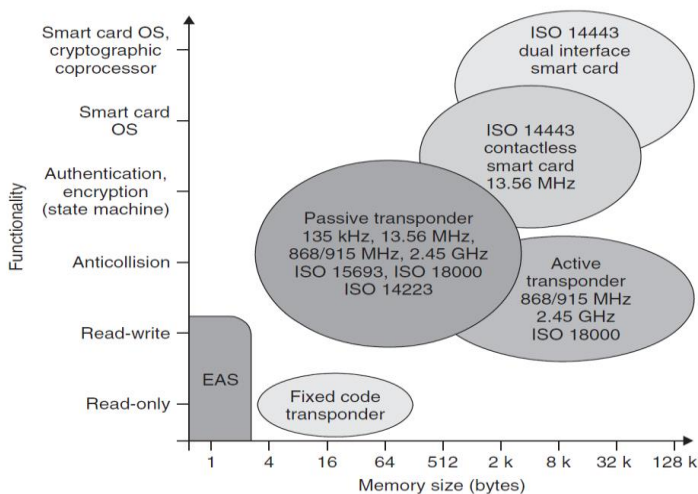 Smart card OS,
cryptographic
coprocessor
Smart card
OS
Authentication,
encryption
(state machine)
Anticollision
Read-write
Read-only
Functionality
ISO 14443
dual interface
smart card
ISO 14443
contactless
smart card
13.56 MHz
Passive transponder
135 kHz, 13.56 MHz,
868/915 MHz, 2.45 GHz
ISO 15693, ISO 18000
ISO 14223
Active
transponder
868/915 MHz
2.45 GHz
ISO 18000
EAS
Fixed code
transponder
1 4 16 64 512 2 k 8 k 32 k 128 k
Memory size (bytes)